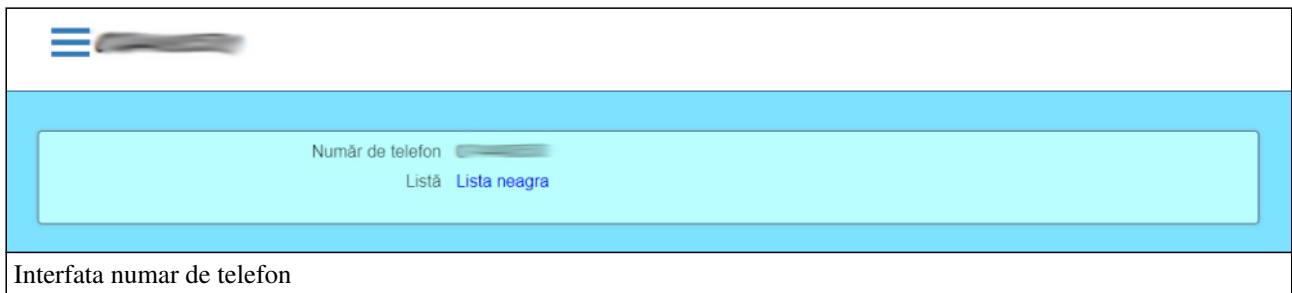 Număr de telefon
Listă Lista neagra
Interfata numar de telefon